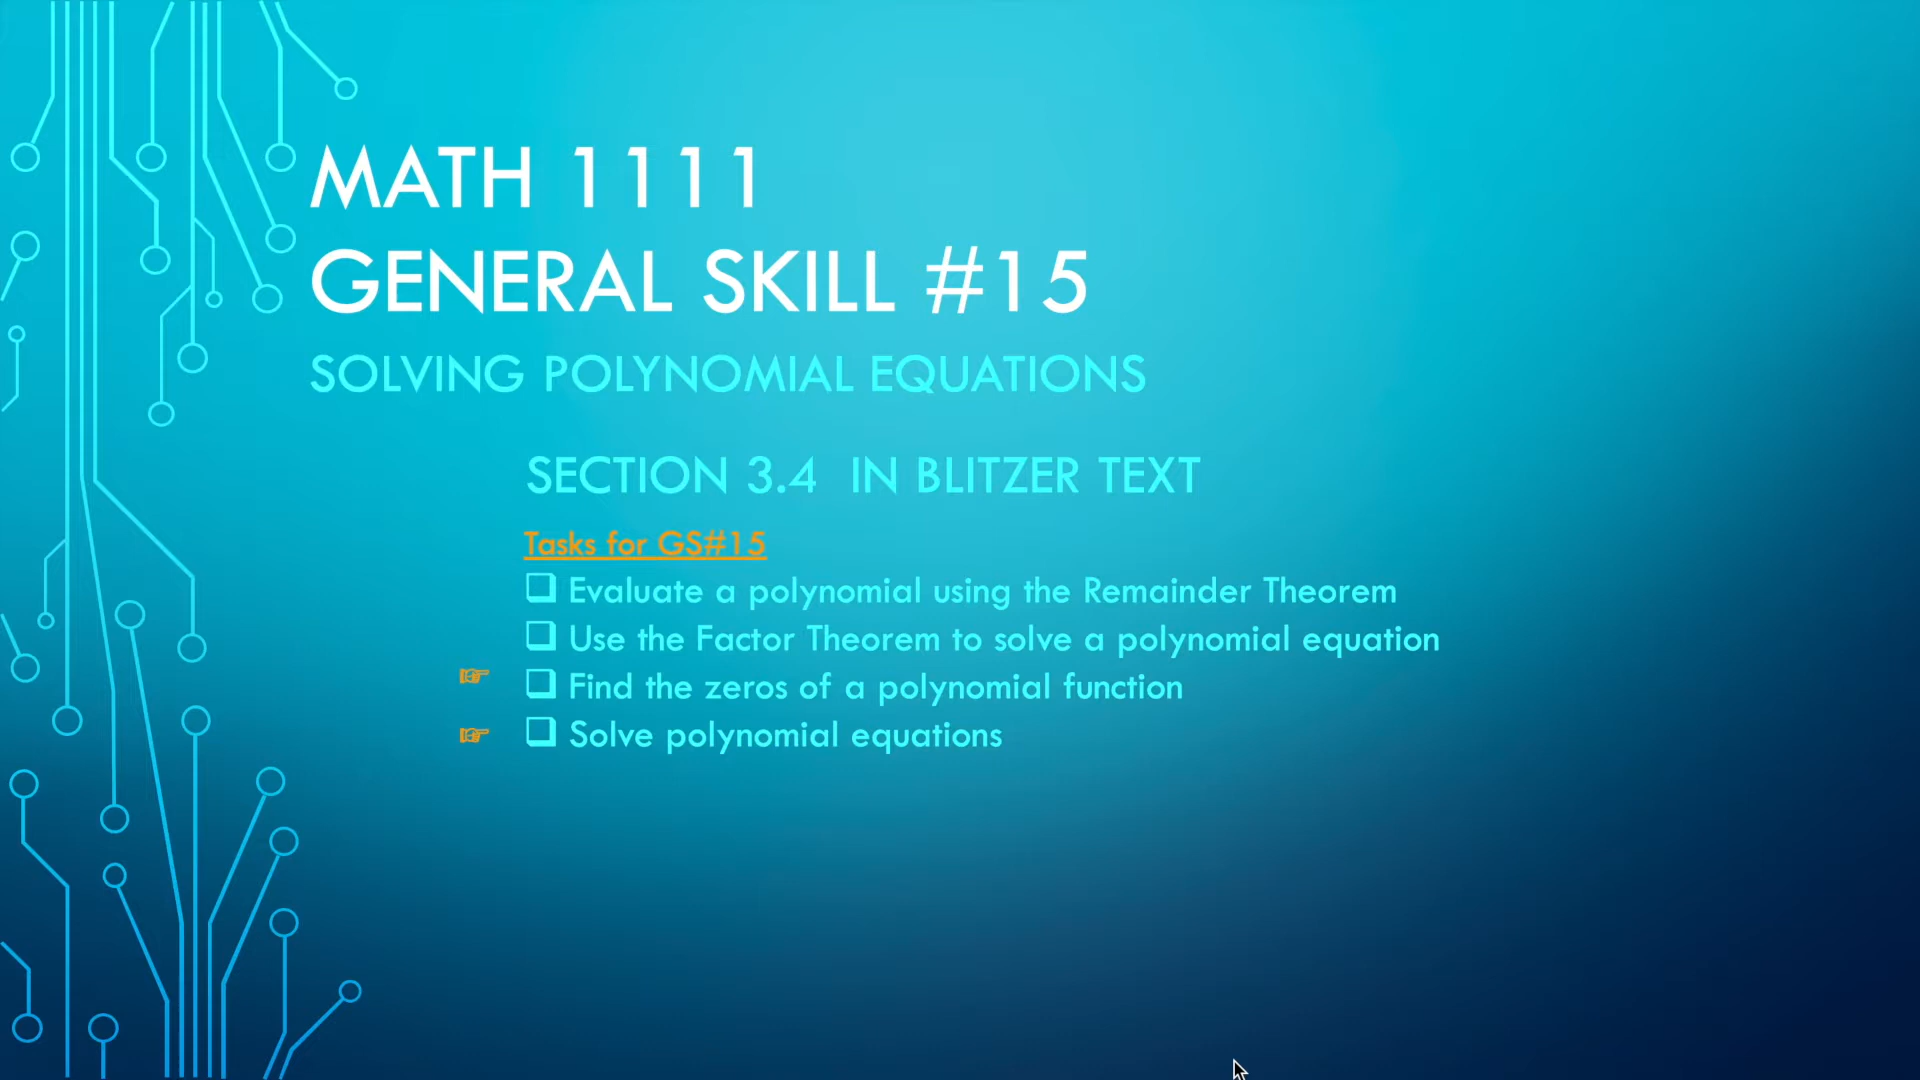 MATH 1111
GENERAL SKILL #15
SOLVING POLYNOMIAL EQUATIONS
SECTION 3.4 IN BLITZER TEXT
Tasks for GS#15
❑ Evaluate a polynomial using the Remainder Theorem
❑ Use the Factor Theorem to solve a polynomial equation
☞ ❑ Find the zeros of a polynomial function
☞ ❑ Solve polynomial equations